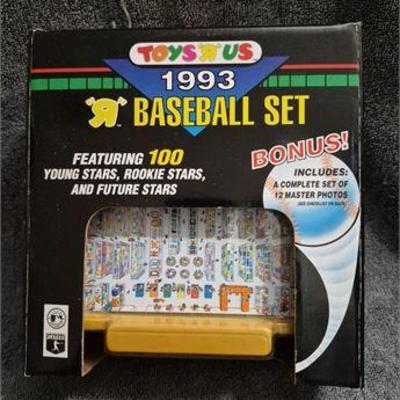 TOYS "R" US
1993
"R"™ BASEBALL SET
FEATURING 100
YOUNG STARS, ROOKIE STARS,
AND FUTURE STARS
BONUS!
INCLUDES:
A COMPLETE SET OF
12 MASTER PHOTOS